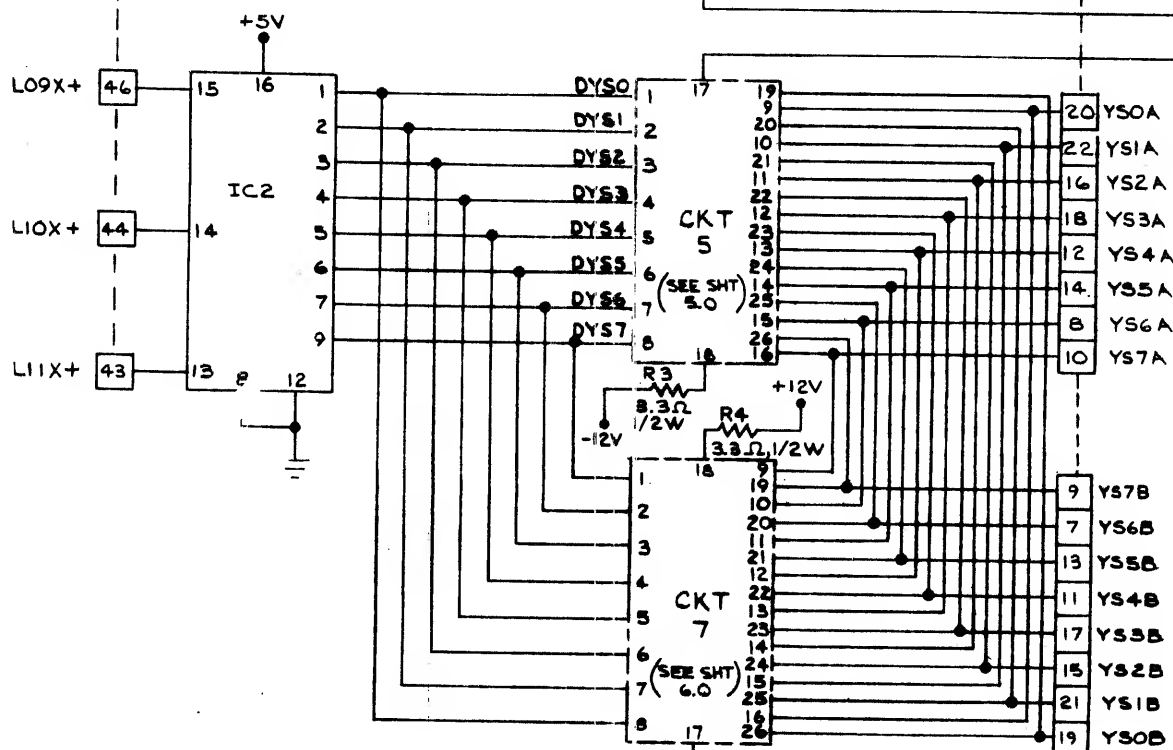 +5V
L09X+ 46 15 16 1 DYS0 1 17 19 20 YS0A
9
2 DYS1 2 20 22 YS1A
10
3 DYS2 3 21 16 YS2A
11
IC2
4 DYS3 4 22 18 YS3A
12
L10X+ 44 14 5 DYS4 5 CKT 5 23 12 YS4A
13
6 DYS5 6 24 14 YS5A
14
(SEE SHT 5.0)
7 DYS6 7 25 8 YS6A
15
9 DYS7 8 26 10 YS7A
16
L11X+ 43 13 8 12 18
R3
3.3Ω
1/2W
-12V
+12V
R4
3.3Ω, 1/2W
18
1 9
19 9 YS7B
2 10
20 7 YS6B
3 11
21 13 YS5B
4 12
22 11 YS4B
5 CKT 7 13
23 17 YS3B
6 14
24 15 YS2B
(SEE SHT 6.0)
7 15
25 21 YS1B
8 16
17 26 19 YS0B